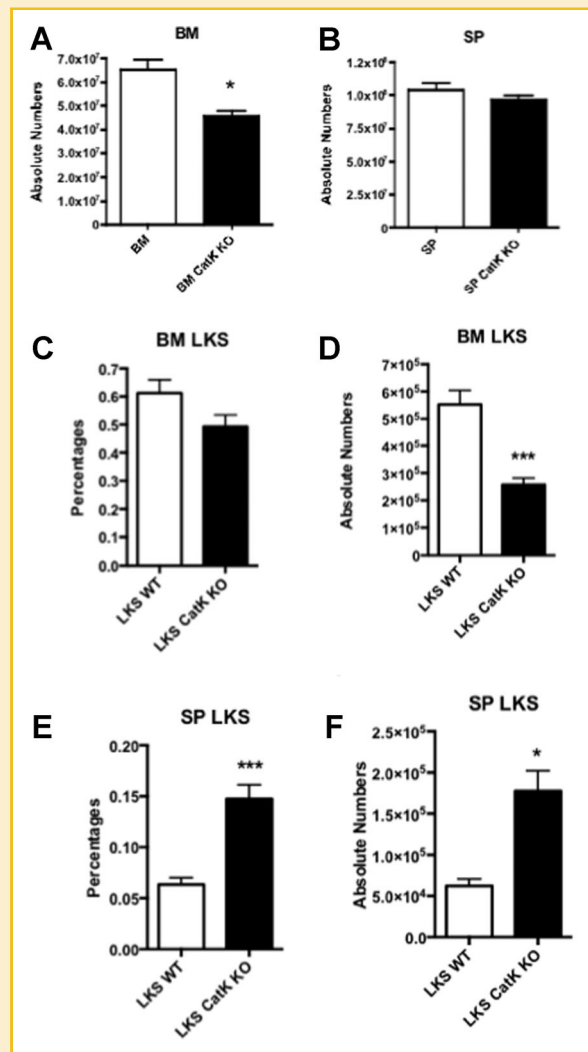 A
BM
Absolute Numbers
7.0x10⁷
6.0x10⁷
5.0x10⁷
4.0x10⁷
3.0x10⁷
2.0x10⁷
1.0x10⁷
0
*
BM
BM CatK KO
B
SP
Absolute Numbers
1.2x10⁸
1.0x10⁸
7.5x10⁷
5.0x10⁷
2.5x10⁷
0
SP
SP CatK KO
C
BM LKS
Percentages
0.7
0.6
0.5
0.4
0.3
0.2
0.1
0.0
LKS WT
LKS CatK KO
D
BM LKS
Absolute Numbers
7×10⁵
6×10⁵
5×10⁵
4×10⁵
3×10⁵
2×10⁵
1×10⁵
0
***
LKS WT
LKS CatK KO
E
SP LKS
Percentages
0.20
0.15
0.10
0.05
0.00
***
LKS WT
LKS CatK KO
F
SP LKS
Absolute Numbers
2.5×10⁵
2.0×10⁵
1.5×10⁵
1.0×10⁵
5.0×10⁴
0.0
*
LKS WT
LKS CatK KO